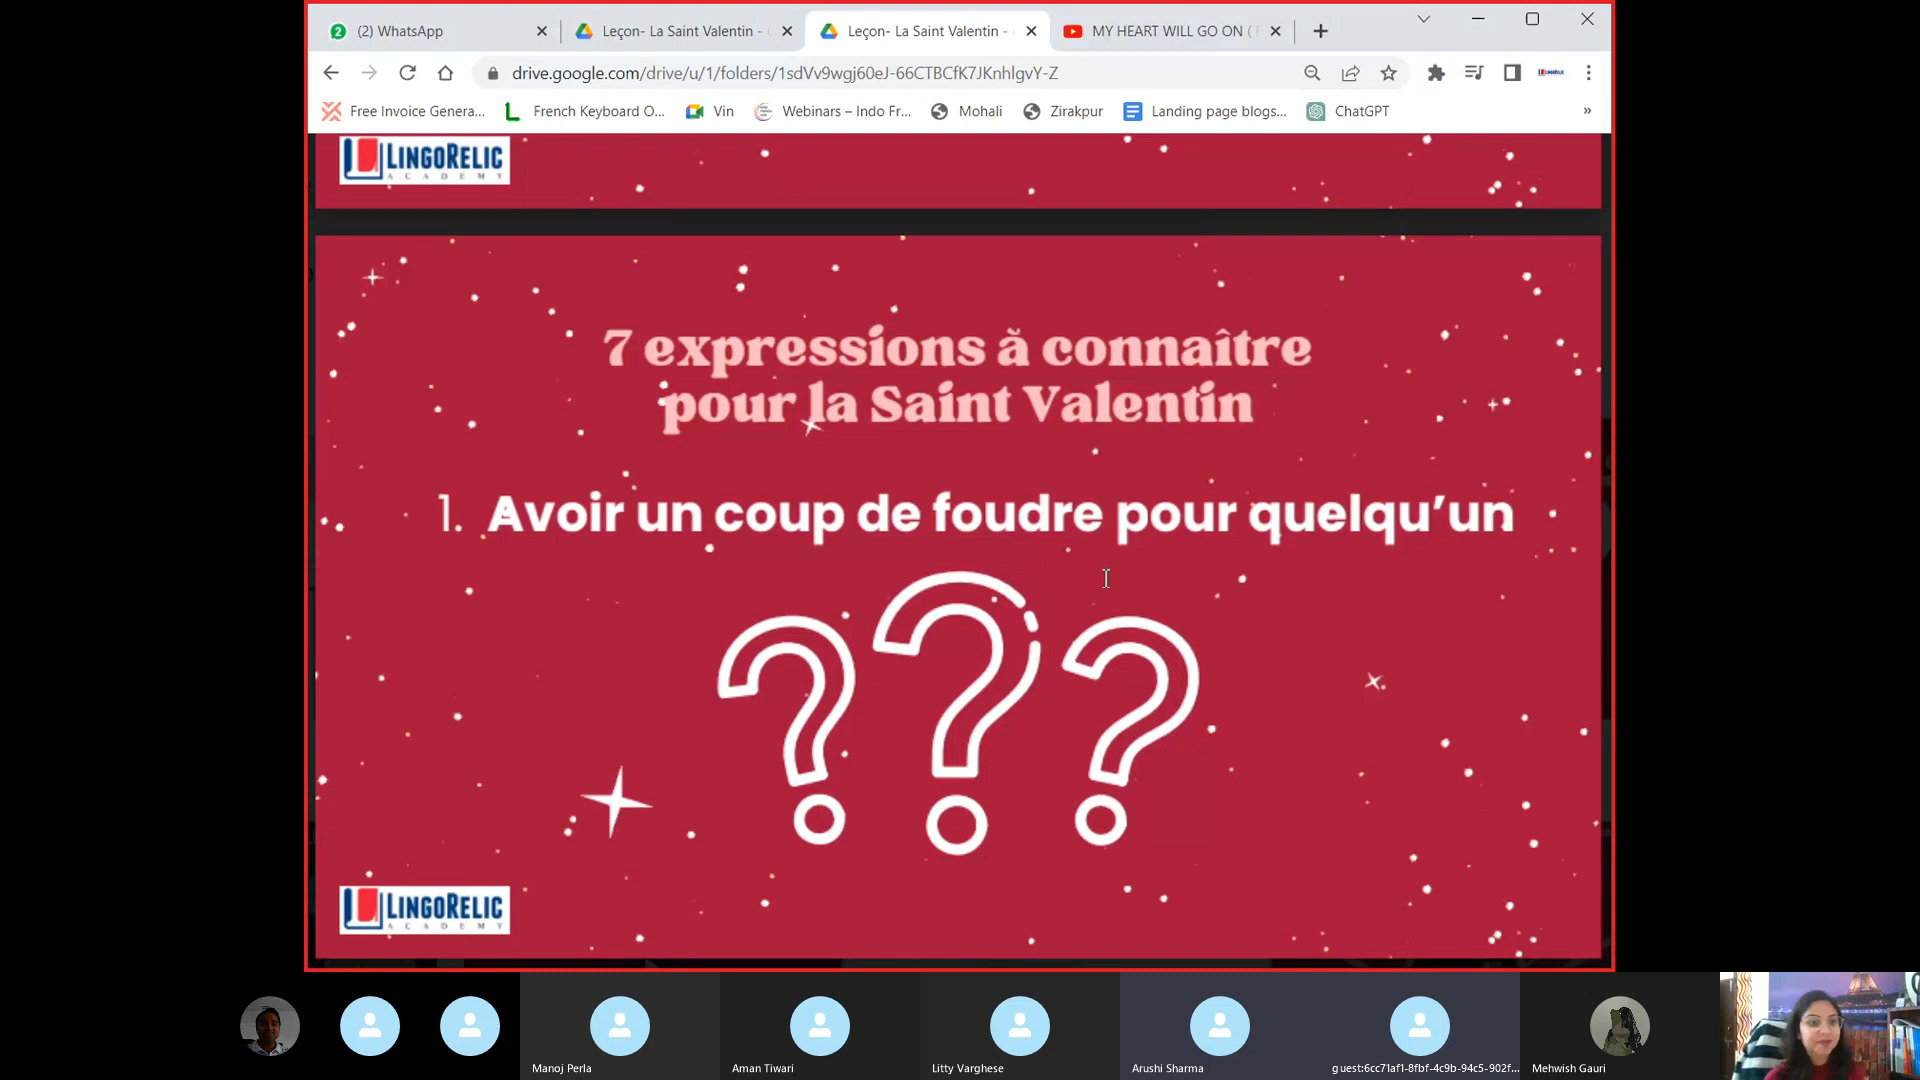 (2) WhatsApp
Leçon- La Saint Valentin -
Leçon- La Saint Valentin -
MY HEART WILL GO ON (
drive.google.com/drive/u/1/folders/1sdVv9wgj60eJ-66CTBCfK7JKnhlgvY-Z
Free Invoice Genera...
French Keyboard O...
Vin
Webinars – Indo Fr...
Mohali
Zirakpur
Landing page blogs...
ChatGPT
»
LINGORELIC
ACADEMY
7 expressions à connaître
pour la Saint Valentin
1. Avoir un coup de foudre pour quelqu'un
???
LINGORELIC
ACADEMY
Manoj Perla
Aman Tiwari
Litty Varghese
Arushi Sharma
guest:6cc71af1-8fbf-4c9b-94c5-902f...
Mehwish Gauri